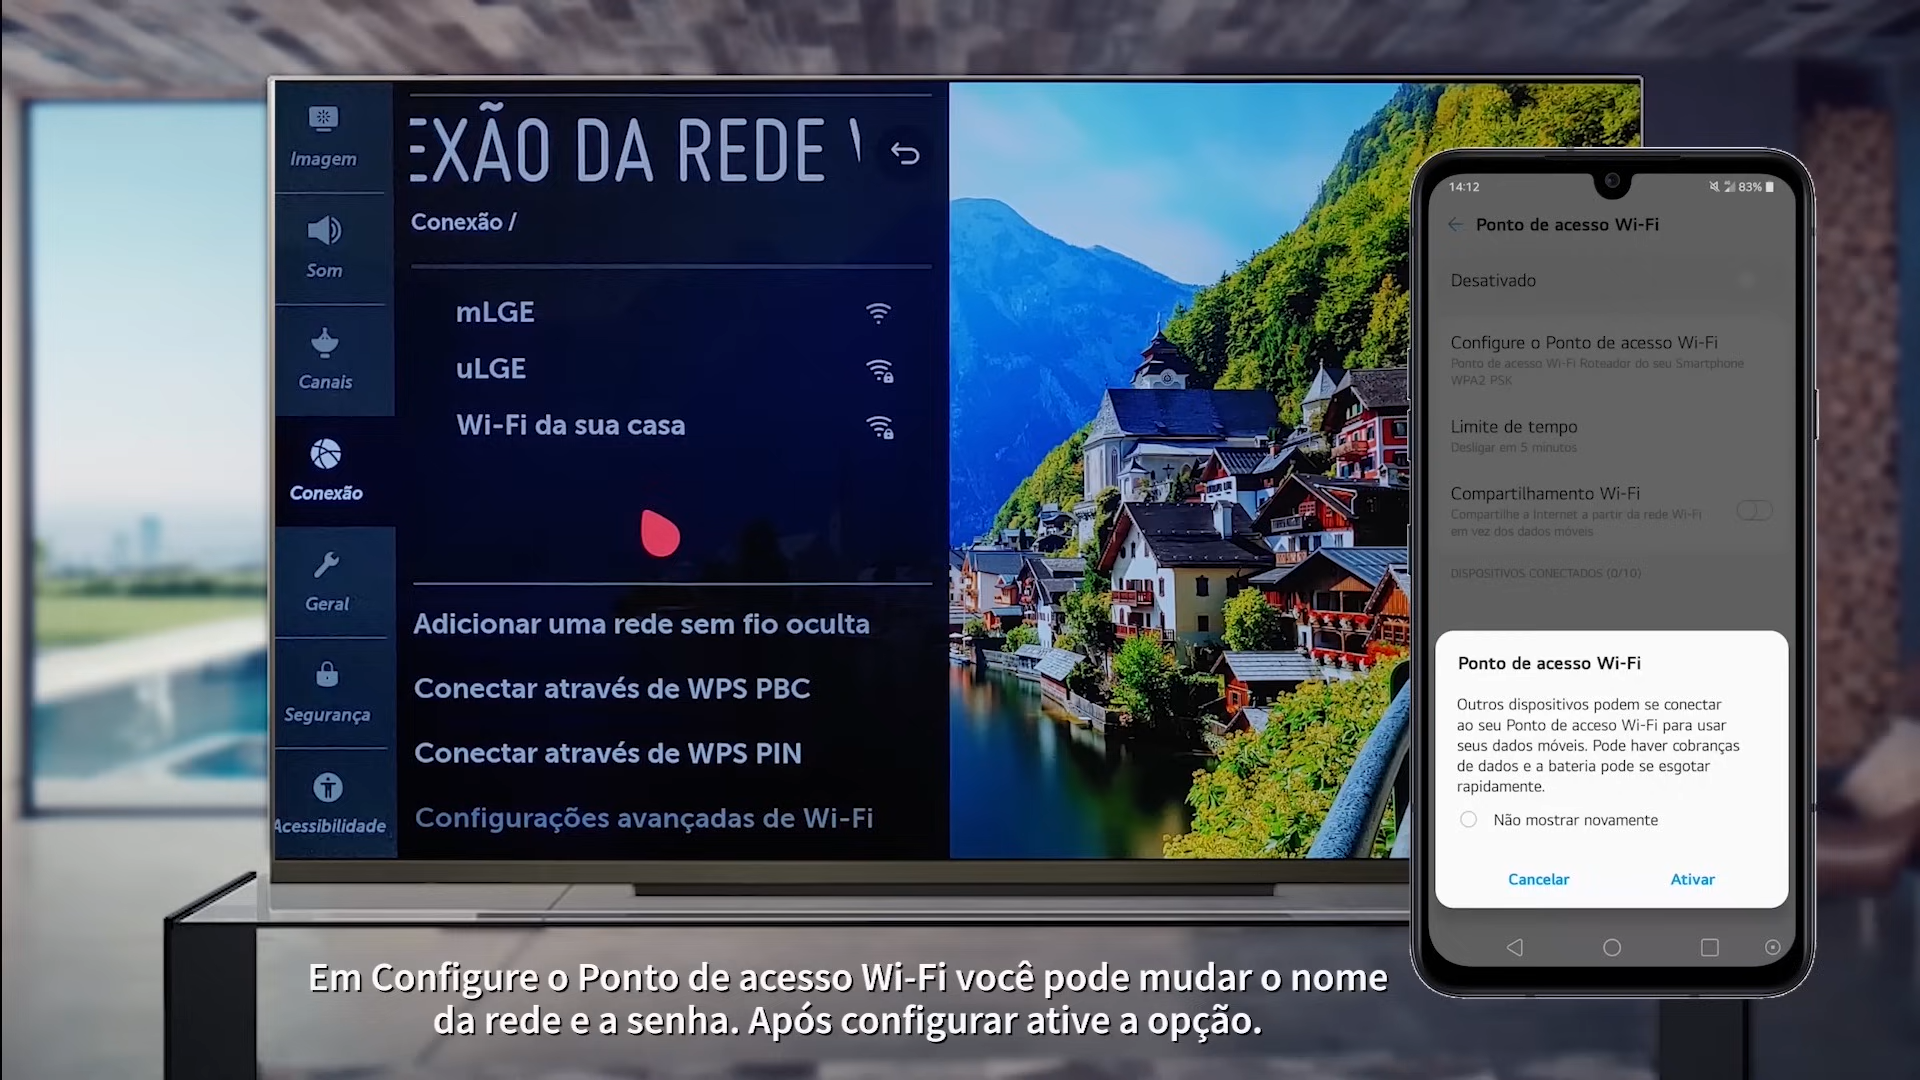 Imagem
Som
Canais
Conexão
Geral
Segurança
Acessibilidade
EXÃO DA REDE
Conexão /
mLGE
uLGE
Wi-Fi da sua casa
Adicionar uma rede sem fio oculta
Conectar através de WPS PBC
Conectar através de WPS PIN
Configurações avançadas de Wi-Fi
14:12
83%
Ponto de acesso Wi-Fi
Desativado
Configure o Ponto de acesso Wi-Fi
Ponto de acesso Wi-Fi Roteador do seu Smartphone
WPA2 PSK
Limite de tempo
Desligar em 5 minutos
Compartilhamento Wi-Fi
Compartilhe a Internet a partir da rede Wi-Fi
em vez dos dados móveis
DISPOSITIVOS CONECTADOS (0/10)
Ponto de acesso Wi-Fi
Outros dispositivos podem se conectar
ao seu Ponto de acceso Wi-Fi para usar
seus dados móveis. Pode haver cobranças
de dados e a bateria pode se esgotar
rapidamente.
Não mostrar novamente
Cancelar
Ativar
Em Configure o Ponto de acesso Wi-Fi você pode mudar o nome
da rede e a senha. Após configurar ative a opção.